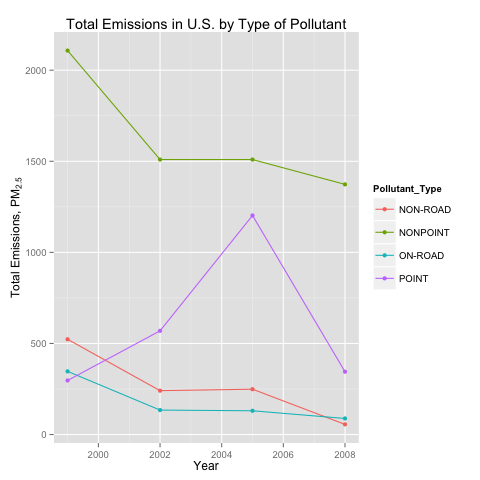 Total Emissions in U.S. by Type of Pollutant
2000
1500
1000
500
0
Total Emissions, PM2.5
2000 2002 2004 2006 2008
Year
Pollutant_Type
NON-ROAD
NONPOINT
ON-ROAD
POINT